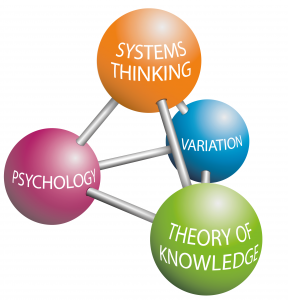 SYSTEMS
THINKING
VARIATION
PSYCHOLOGY
THEORY OF
KNOWLEDGE